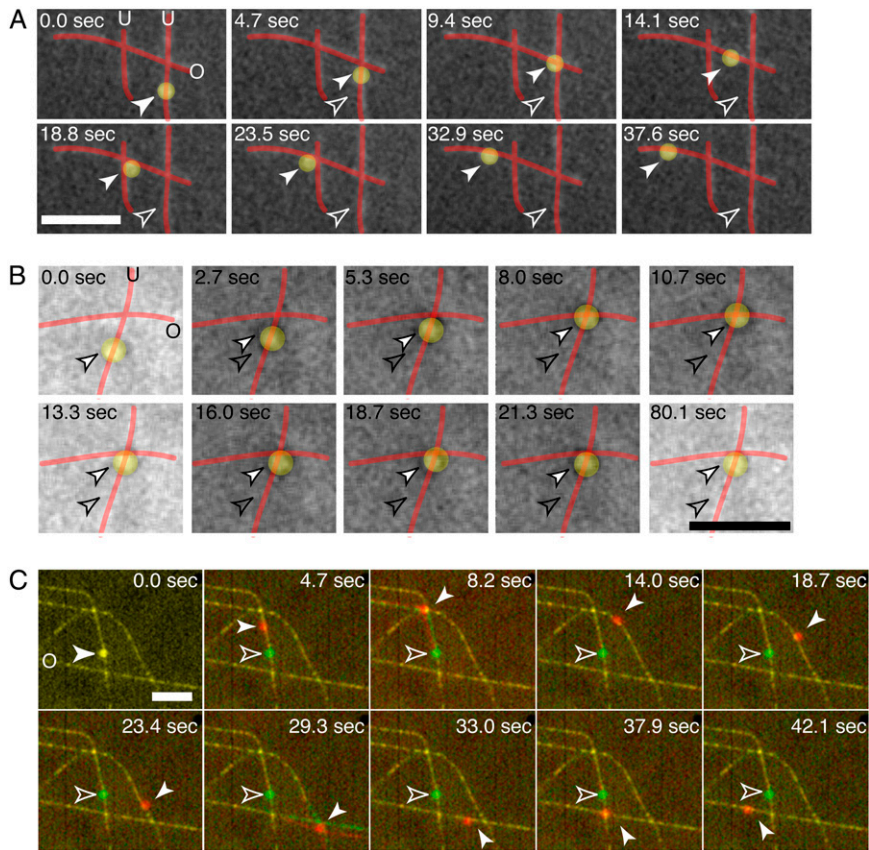 A
0.0 sec U U 4.7 sec 9.4 sec 14.1 sec
O
18.8 sec 23.5 sec 32.9 sec 37.6 sec
B
0.0 sec U 2.7 sec 5.3 sec 8.0 sec 10.7 sec
O
13.3 sec 16.0 sec 18.7 sec 21.3 sec 80.1 sec
C
0.0 sec 4.7 sec 8.2 sec 14.0 sec 18.7 sec
O
23.4 sec 29.3 sec 33.0 sec 37.9 sec 42.1 sec